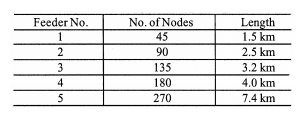 Feeder No. No. of Nodes Length
1 45 1.5 km
2 90 2.5 km
3 135 3.2 km
4 180 4.0 km
5 270 7.4 km